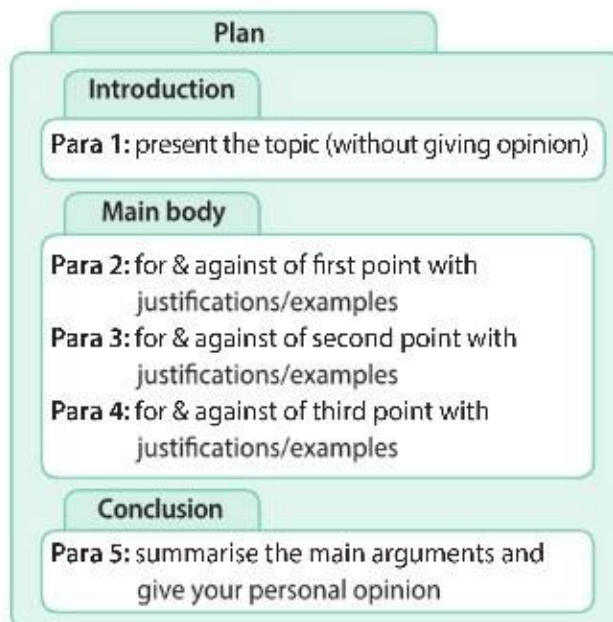 Plan
Introduction
Para 1: present the topic (without giving opinion)
Main body
Para 2: for & against of first point with
justifications/examples
Para 3: for & against of second point with
justifications/examples
Para 4: for & against of third point with
justifications/examples
Conclusion
Para 5: summarise the main arguments and
give your personal opinion